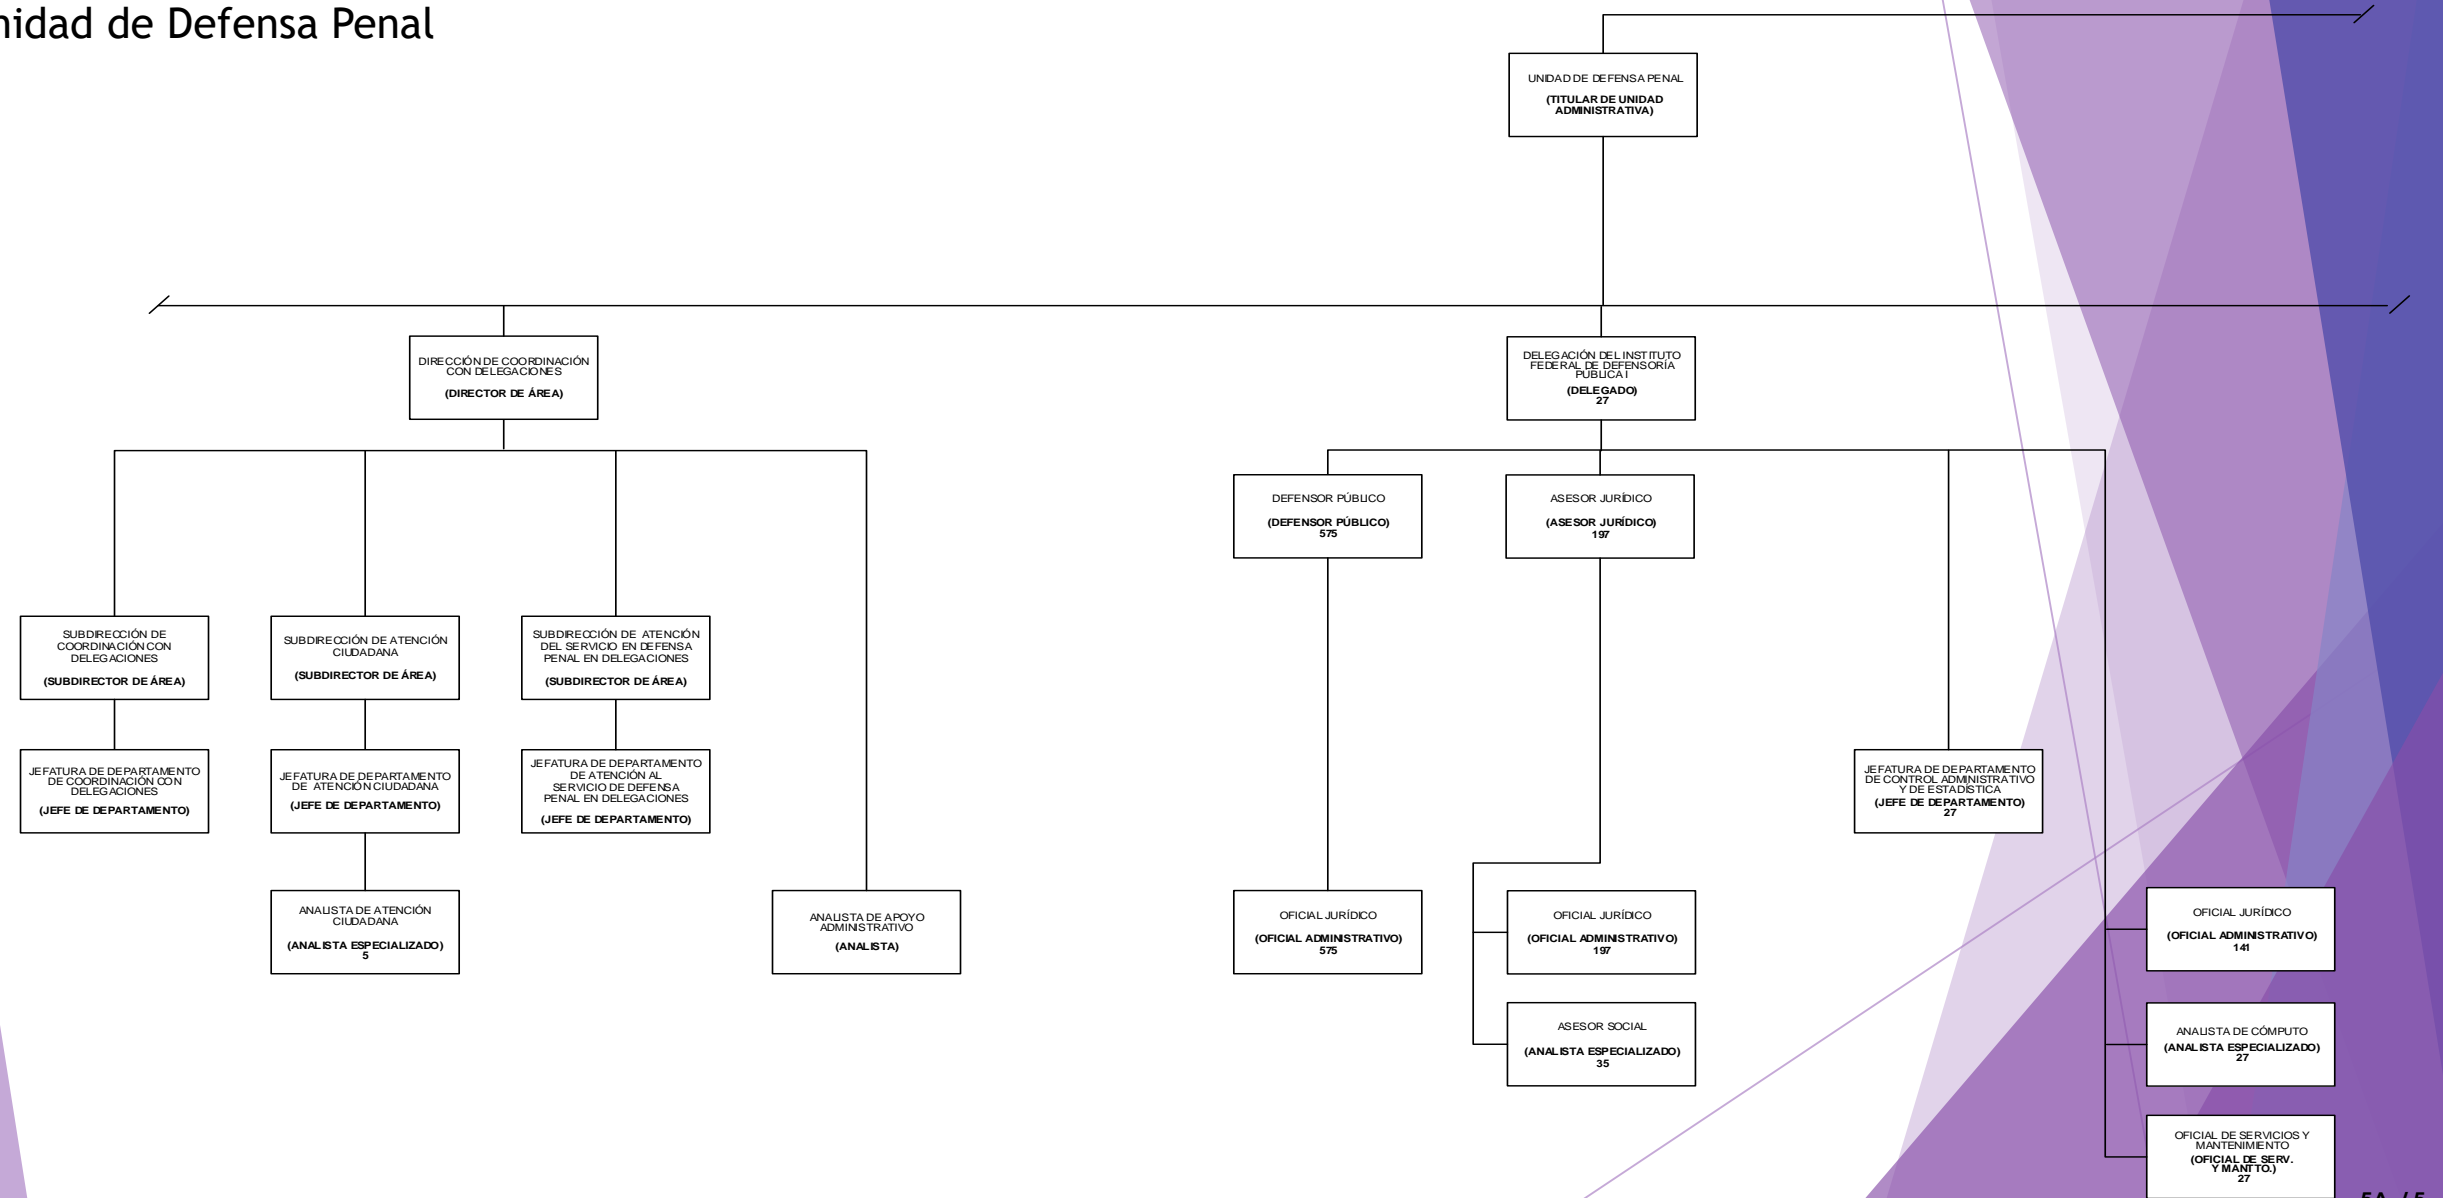 nidad de Defensa Penal
UNIDAD DE DEFENSA PENAL
(TITULAR DE UNIDAD
ADMINISTRATIVA)
DIRECCIÓN DE COORDINACIÓN
CON DELEGACIONES
(DIRECTOR DE ÁREA)
DELEGACIÓN DEL INSTITUTO
FEDERAL DE DEFENSORÍA
PÚBLICA I
(DELEGADO)
27
DEFENSOR PÚBLICO
(DEFENSOR PÚBLICO)
575
ASESOR JURÍDICO
(ASESOR JURÍDICO)
197
SUBDIRECCIÓN DE
COORDINACIÓN CON
DELEGACIONES
(SUBDIRECTOR DE ÁREA)
SUBDIRECCIÓN DE ATENCIÓN
CIUDADANA
(SUBDIRECTOR DE ÁREA)
SUBDIRECCIÓN DE ATENCIÓN
DEL SERVICIO EN DEFENSA
PENAL EN DELEGACIONES
(SUBDIRECTOR DE ÁREA)
JEFATURA DE DEPARTAMENTO
DE COORDINACIÓN CON
DELEGACIONES
(JEFE DE DEPARTAMENTO)
JEFATURA DE DEPARTAMENTO
DE ATENCIÓN CIUDADANA
(JEFE DE DEPARTAMENTO)
JEFATURA DE DEPARTAMENTO
DE ATENCIÓN AL
SERVICIO DE DEFENSA
PENAL EN DELEGACIONES
(JEFE DE DEPARTAMENTO)
JEFATURA DE DEPARTAMENTO
DE CONTROL ADMINISTRATIVO
Y DE ESTADÍSTICA
(JEFE DE DEPARTAMENTO)
27
ANALISTA DE ATENCIÓN
CIUDADANA
(ANALISTA ESPECIALIZADO)
5
ANALISTA DE APOYO
ADMINISTRATIVO
(ANALISTA)
OFICIAL JURÍDICO
(OFICIAL ADMINISTRATIVO)
575
OFICIAL JURÍDICO
(OFICIAL ADMINISTRATIVO)
197
OFICIAL JURÍDICO
(OFICIAL ADMINISTRATIVO)
141
ASESOR SOCIAL
(ANALISTA ESPECIALIZADO)
35
ANALISTA DE CÓMPUTO
(ANALISTA ESPECIALIZADO)
27
OFICIAL DE SERVICIOS Y
MANTENIMIENTO
(OFICIAL DE SERV.
Y MANTTO.)
27